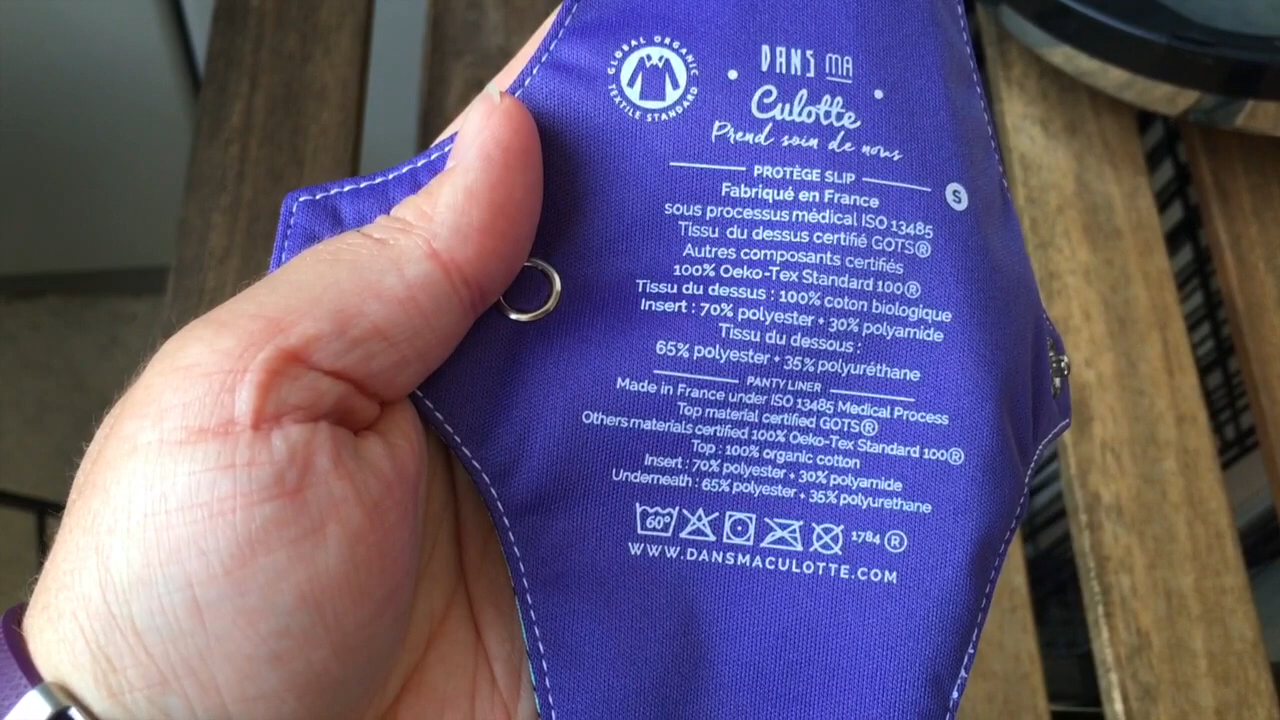 GLOBAL ORGANIC TEXTILE STANDARD
DANS MA
Culotte
Prend soin de nous
PROTÈGE SLIP
S
Fabriqué en France
sous processus médical ISO 13485
Tissu du dessus certifié GOTS®
Autres composants certifiés
100% Oeko-Tex Standard 100®
Tissu du dessus : 100% coton biologique
Insert : 70% polyester + 30% polyamide
Tissu du dessous :
65% polyester + 35% polyuréthane
PANTY LINER
Made in France under ISO 13485 Medical Process
Top material certified GOTS®
Others materials certified 100% Oeko-Tex Standard 100®
Top : 100% organic cotton
Insert : 70% polyester + 30% polyamide
Underneath : 65% polyester + 35% polyurethane
60° 1784 ®
WWW.DANSMACULOTTE.COM